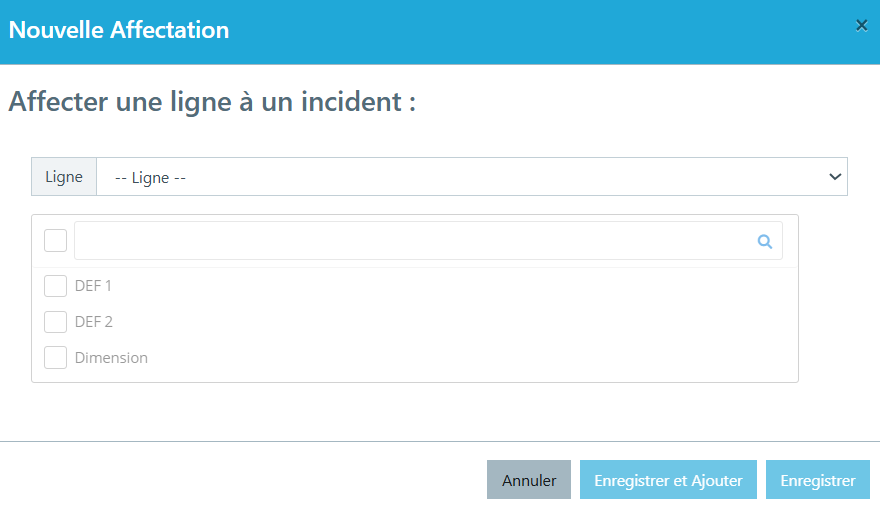 Nouvelle Affectation
Affecter une ligne à un incident :
Ligne -- Ligne --
DEF 1
DEF 2
Dimension
Annuler Enregistrer et Ajouter Enregistrer